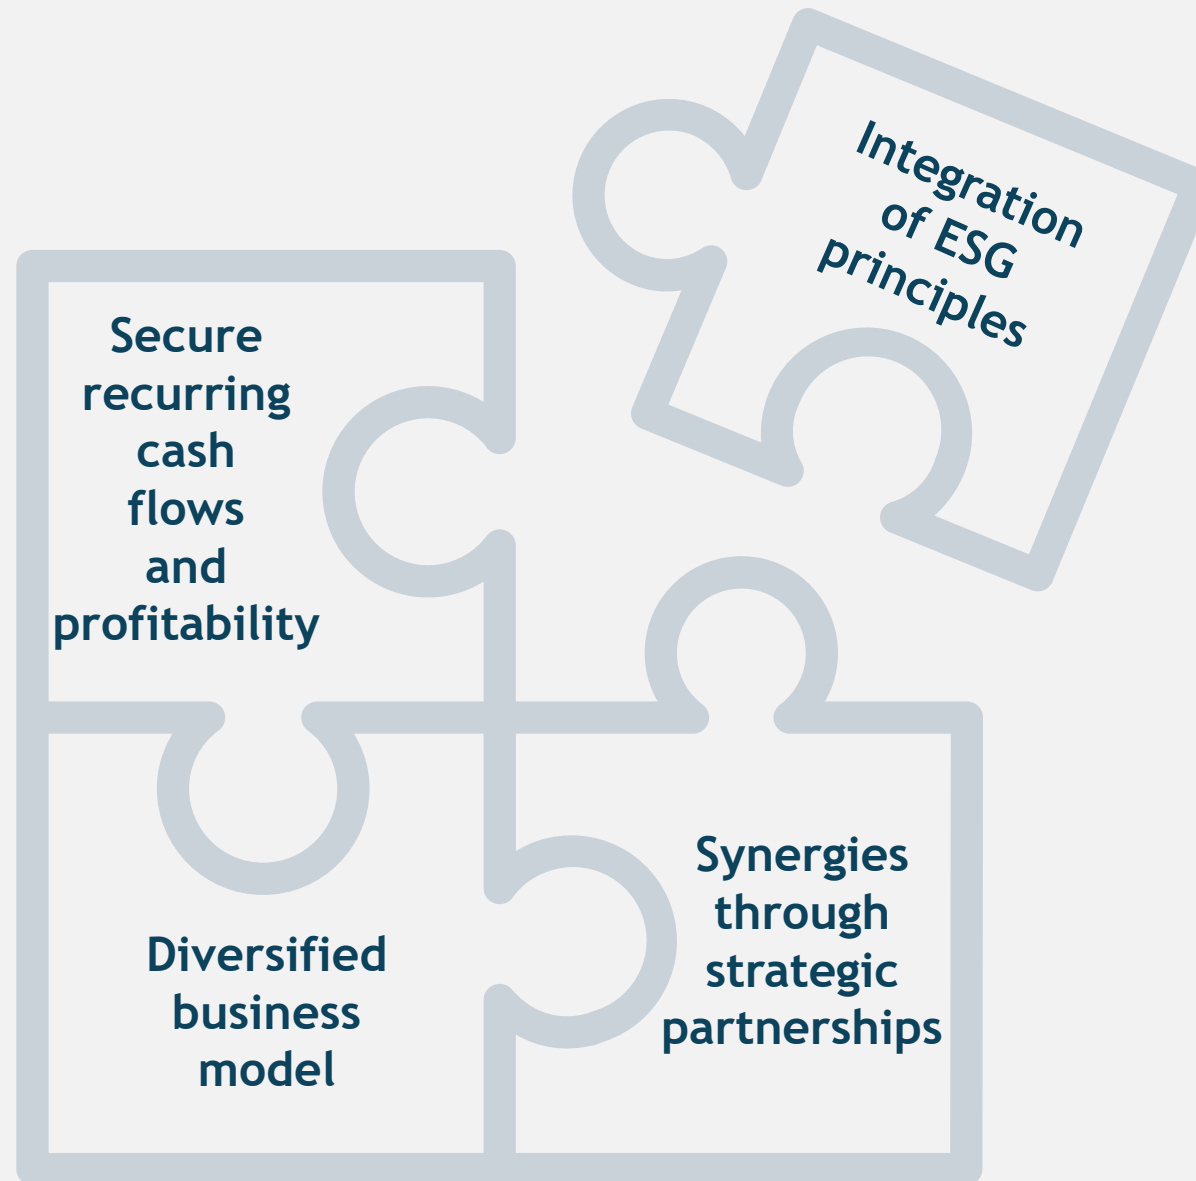 Integration
of ESG
principles
Secure
recurring
cash
flows
and
profitability
Diversified
business
model
Synergies
through
strategic
partnerships